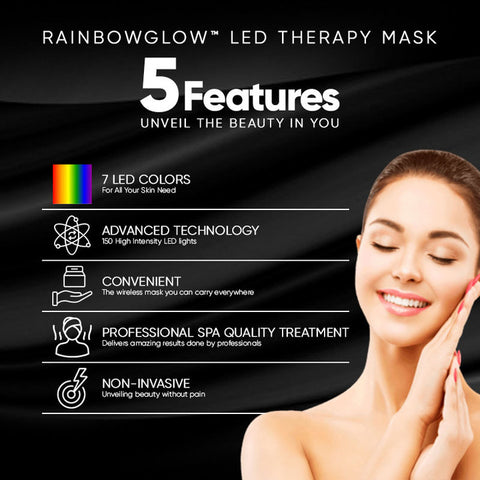 RAINBOWGLOW™ LED THERAPY MASK
5 Features
UNVEIL THE BEAUTY IN YOU
7 LED COLORS
For All Your Skin Need
ADVANCED TECHNOLOGY
150 High Intensity LED lights
CONVENIENT
The wireless mask you can carry everywhere
PROFESSIONAL SPA QUALITY TREATMENT
Delivers amazing results done by professionals
NON-INVASIVE
Unveiling beauty without pain